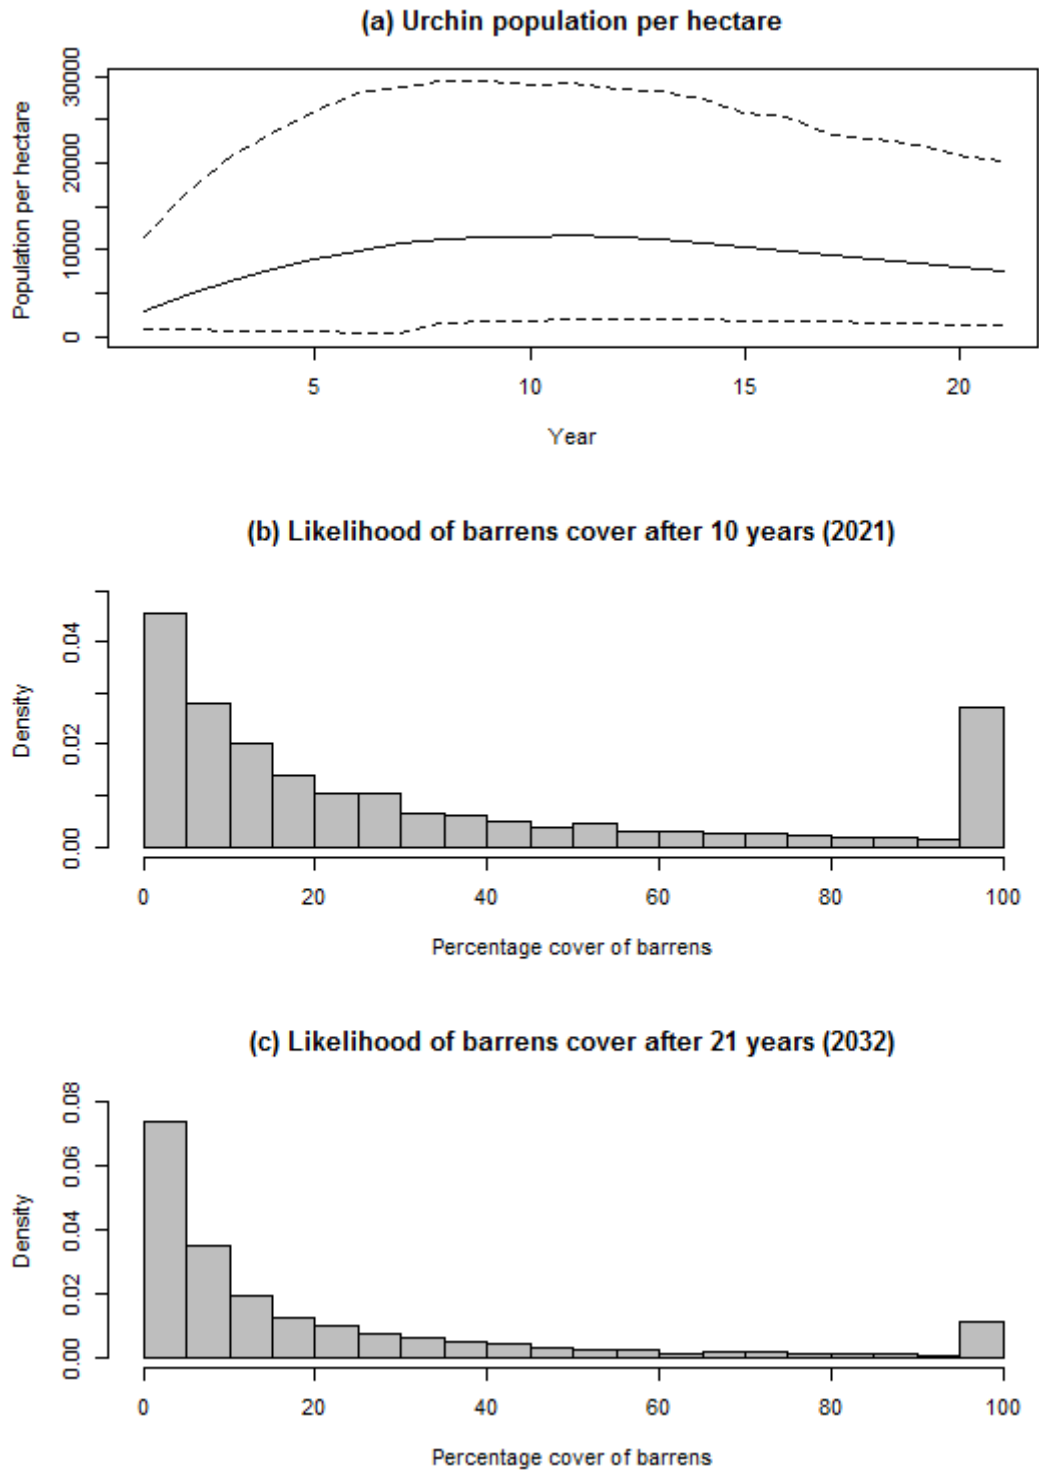 (a) Urchin population per hectare
Population per hectare
30000
20000
10000
0
5 10 15 20
Year
(b) Likelihood of barrens cover after 10 years (2021)
Density
0.04
0.02
0.00
0 20 40 60 80 100
Percentage cover of barrens
(c) Likelihood of barrens cover after 21 years (2032)
Density
0.08
0.06
0.04
0.02
0.00
0 20 40 60 80 100
Percentage cover of barrens